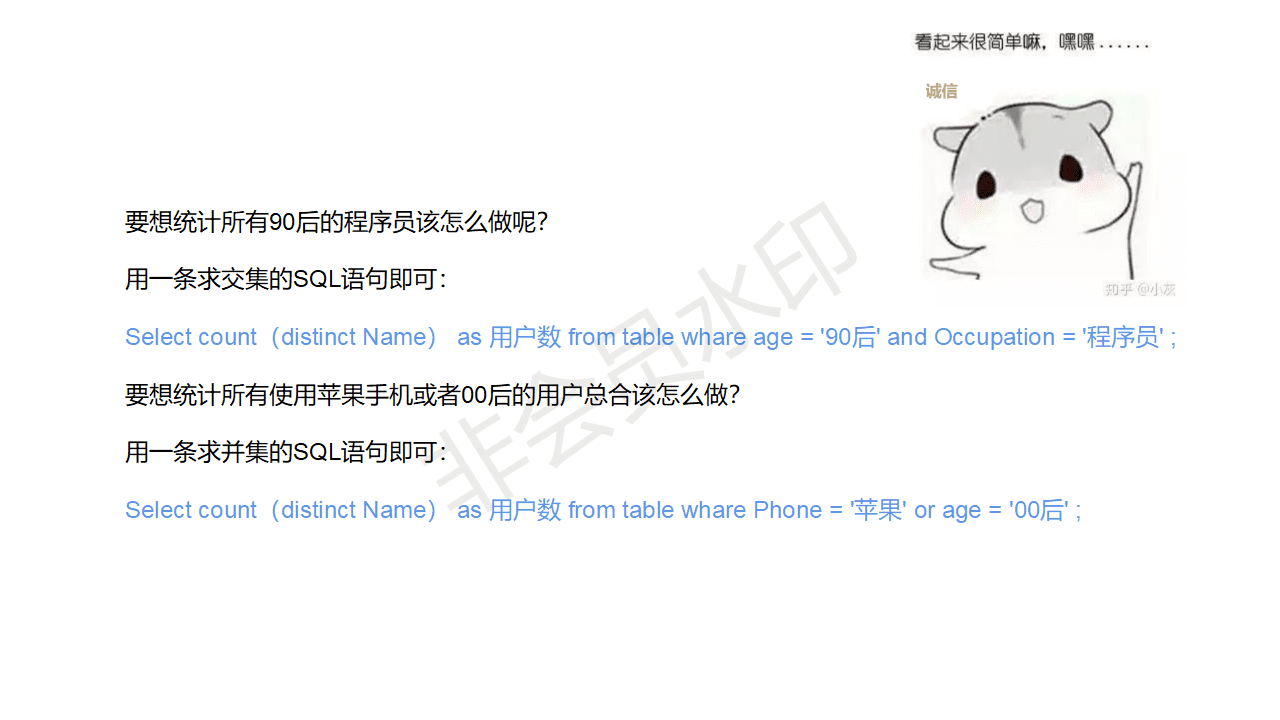 看起来很简单嘛，嘿嘿......
诚信
知乎 @小灰
要想统计所有90后的程序员该怎么做呢？
用一条求交集的SQL语句即可：
Select count（distinct Name） as 用户数 from table whare age = '90后' and Occupation = '程序员' ;
要想统计所有使用苹果手机或者00后的用户总合该怎么做？
用一条求并集的SQL语句即可：
Select count（distinct Name）as 用户数 from table whare Phone = '苹果' or age = '00后' ;
非会员水印